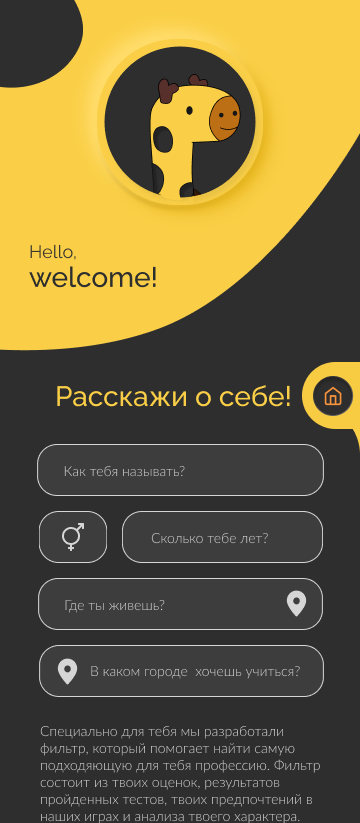 Hello,
welcome!
Расскажи о себе!
Как тебя называть?
Сколько тебе лет?
Где ты живешь?
В каком городе хочешь учиться?
Специально для тебя мы разработали
фильтр, который помогает найти самую
подходяющую для тебя профессию. Фильтр
состоит из твоих оценок, результатов
пройденных тестов, твоих предпочтений в
наших играх и анализа твоего характера.